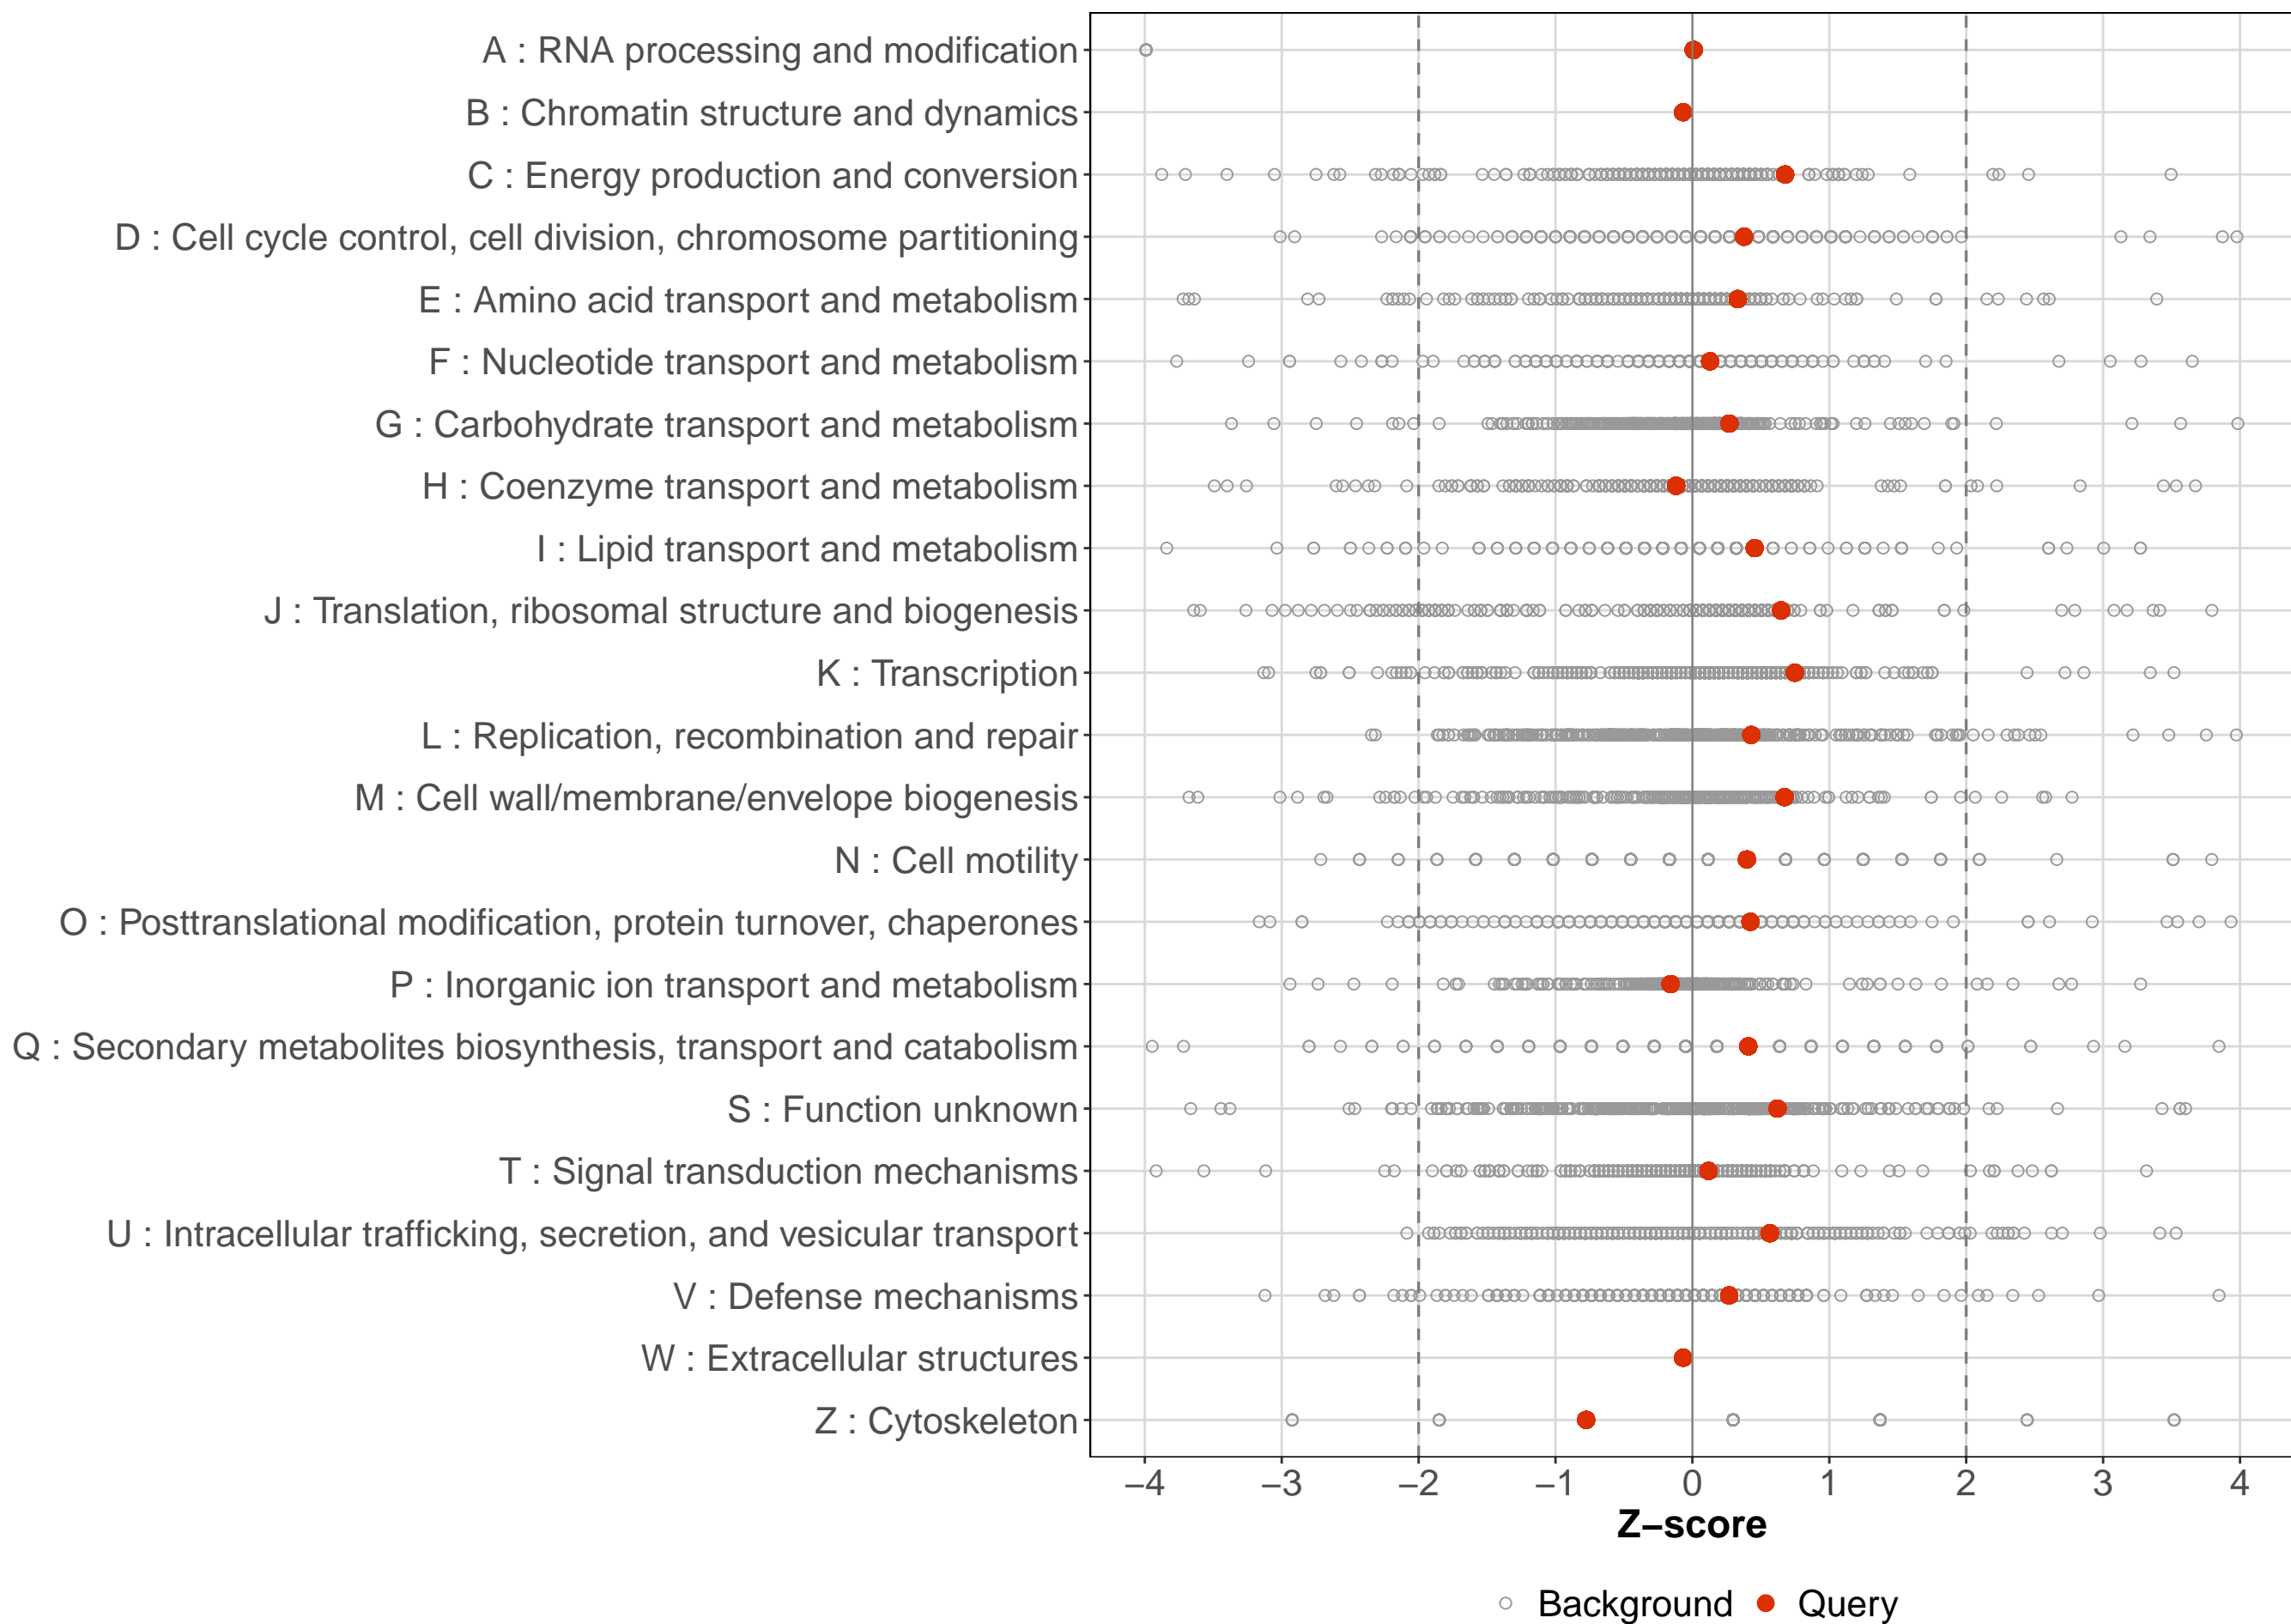 A : RNA processing and modification
B : Chromatin structure and dynamics
C : Energy production and conversion
D : Cell cycle control, cell division, chromosome partitioning
E : Amino acid transport and metabolism
F : Nucleotide transport and metabolism
G : Carbohydrate transport and metabolism
H : Coenzyme transport and metabolism
I : Lipid transport and metabolism
J : Translation, ribosomal structure and biogenesis
K : Transcription
L : Replication, recombination and repair
M : Cell wall/membrane/envelope biogenesis
N : Cell motility
O : Posttranslational modification, protein turnover, chaperones
P : Inorganic ion transport and metabolism
Q : Secondary metabolites biosynthesis, transport and catabolism
S : Function unknown
T : Signal transduction mechanisms
U : Intracellular trafficking, secretion, and vesicular transport
V : Defense mechanisms
W : Extracellular structures
Z : Cytoskeleton
−4 −3 −2 −1 0 1 2 3 4
Z−score
Background Query